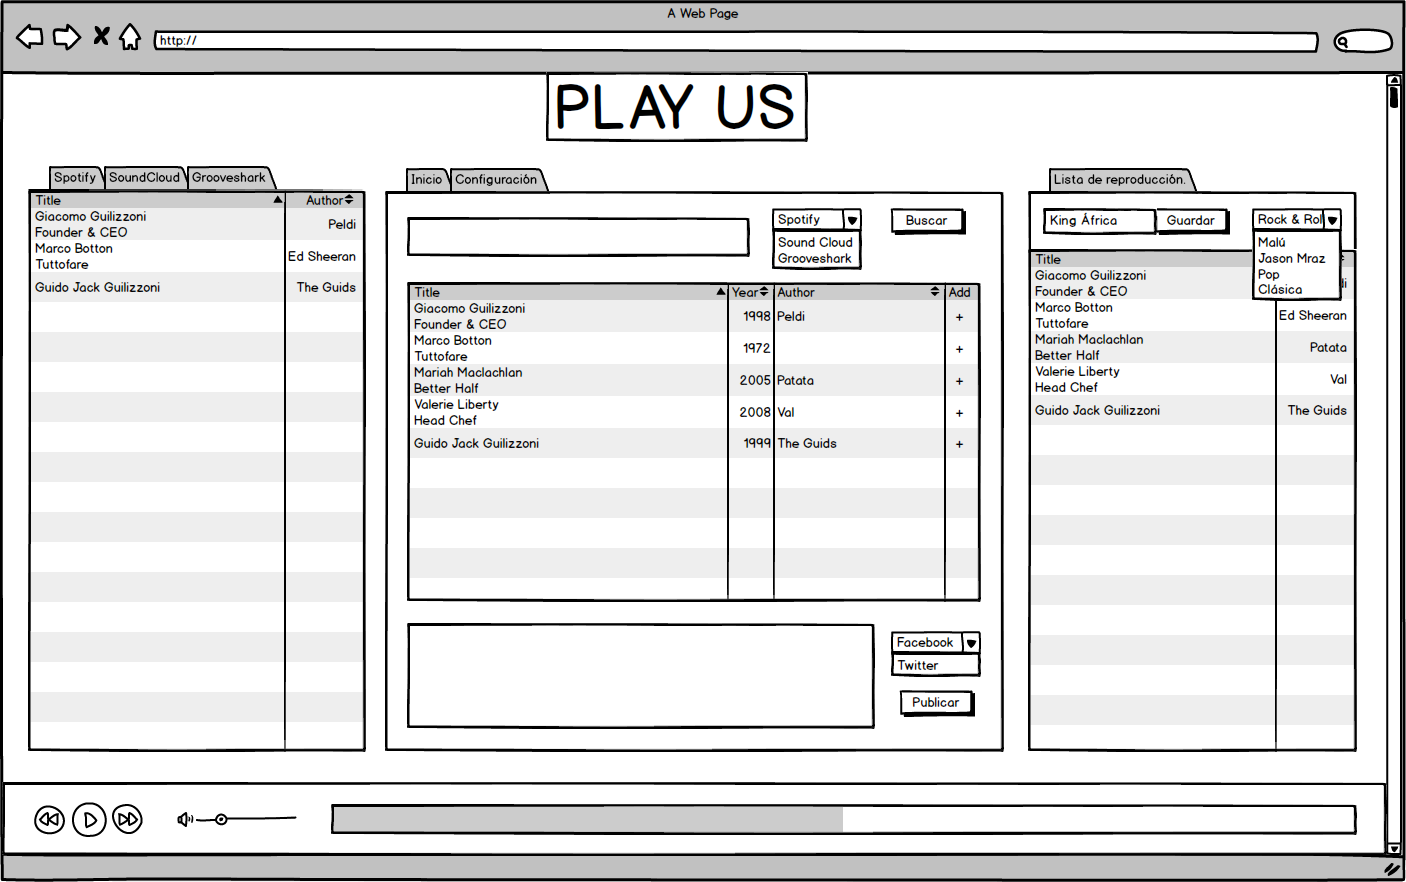 A Web Page
http://
PLAY US
Spotify SoundCloud Grooveshark
Title Author
Giacomo Guilizzoni
Founder & CEO Peldi
Marco Botton
Tuttofare Ed Sheeran
Guido Jack Guilizzoni The Guids
Inicio Configuración
Spotify Buscar
Sound Cloud
Grooveshark
Title Year Author Add
Giacomo Guilizzoni
Founder & CEO 1998 Peldi +
Marco Botton
Tuttofare 1972 +
Mariah Maclachlan
Better Half 2005 Patata +
Valerie Liberty
Head Chef 2008 Val +
Guido Jack Guilizzoni 1999 The Guids +
Facebook
Twitter
Publicar
Lista de reproducción.
King África Guardar Rock & Rol
Malú
Jason Mraz
Pop
Clásica
Title
Giacomo Guilizzoni
Founder & CEO di
Marco Botton
Tuttofare Ed Sheeran
Mariah Maclachlan
Better Half Patata
Valerie Liberty
Head Chef Val
Guido Jack Guilizzoni The Guids